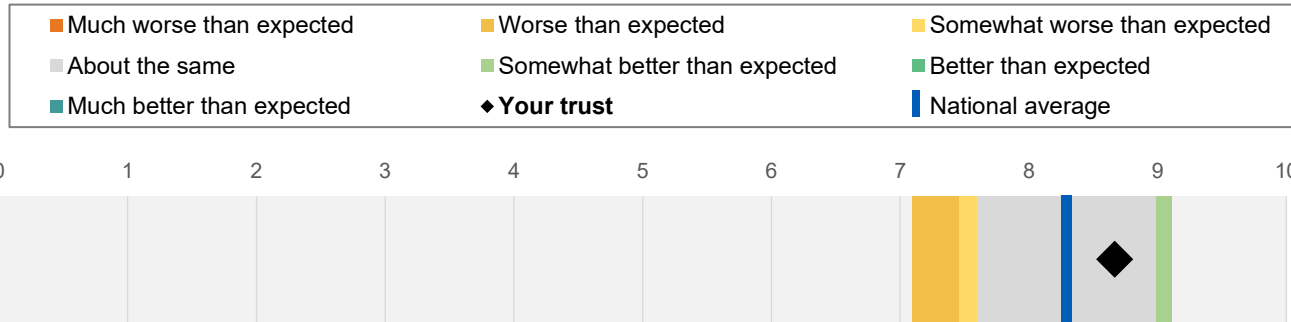 Much worse than expected Worse than expected Somewhat worse than expected
About the same Somewhat better than expected Better than expected
Much better than expected Your trust National average
0 1 2 3 4 5 6 7 8 9 10